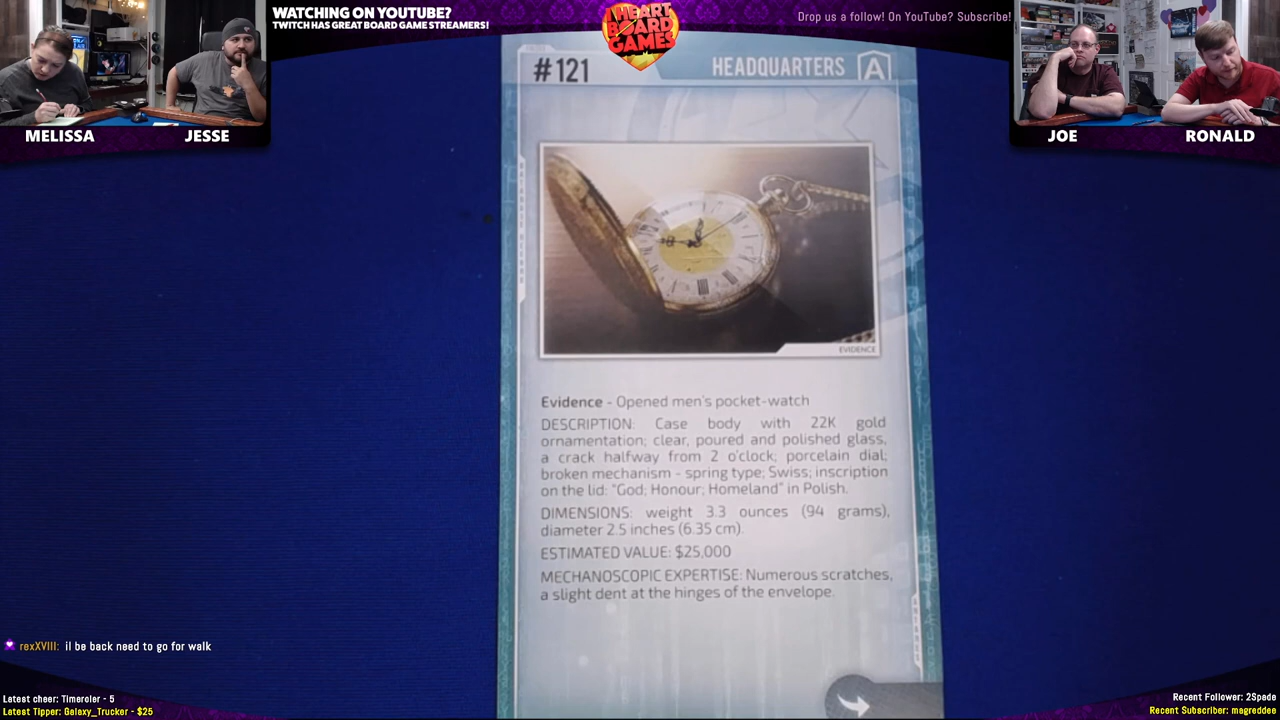 WATCHING ON YOUTUBE?
TWITCH HAS GREAT BOARD GAME STREAMERS!
I HEART
BOARD
GAMES
Drop us a follow! On YouTube? Subscribe!
MELISSA
JESSE
JOE
RONALD
#121
HEADQUARTERS A
EVIDENCE
Evidence - Opened men's pocket-watch
DESCRIPTION: Case body with 22K gold
ornamentation; clear, poured and polished glass,
a crack halfway from 2 o'clock; porcelain dial;
broken mechanism - spring type; Swiss; inscription
on the lid: "God; Honour; Homeland" in Polish.
DIMENSIONS: weight 3.3 ounces (94 grams),
diameter 2.5 inches (6.35 cm).
ESTIMATED VALUE: $25,000
MECHANOSCOPIC EXPERTISE: Numerous scratches,
a slight dent at the hinges of the envelope.
ANTARES
rexXVIII: il be back need to go for walk
Latest cheer: Timeroler - 5
Latest Tipper: Galaxy_Trucker - $25
Recent Follower: 2Spade
Recent Subscriber: magreddee